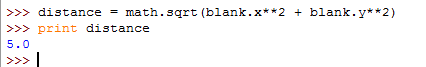 >>> distance = math.sqrt(blank.x**2 + blank.y**2)
>>> print distance
5.0
>>>